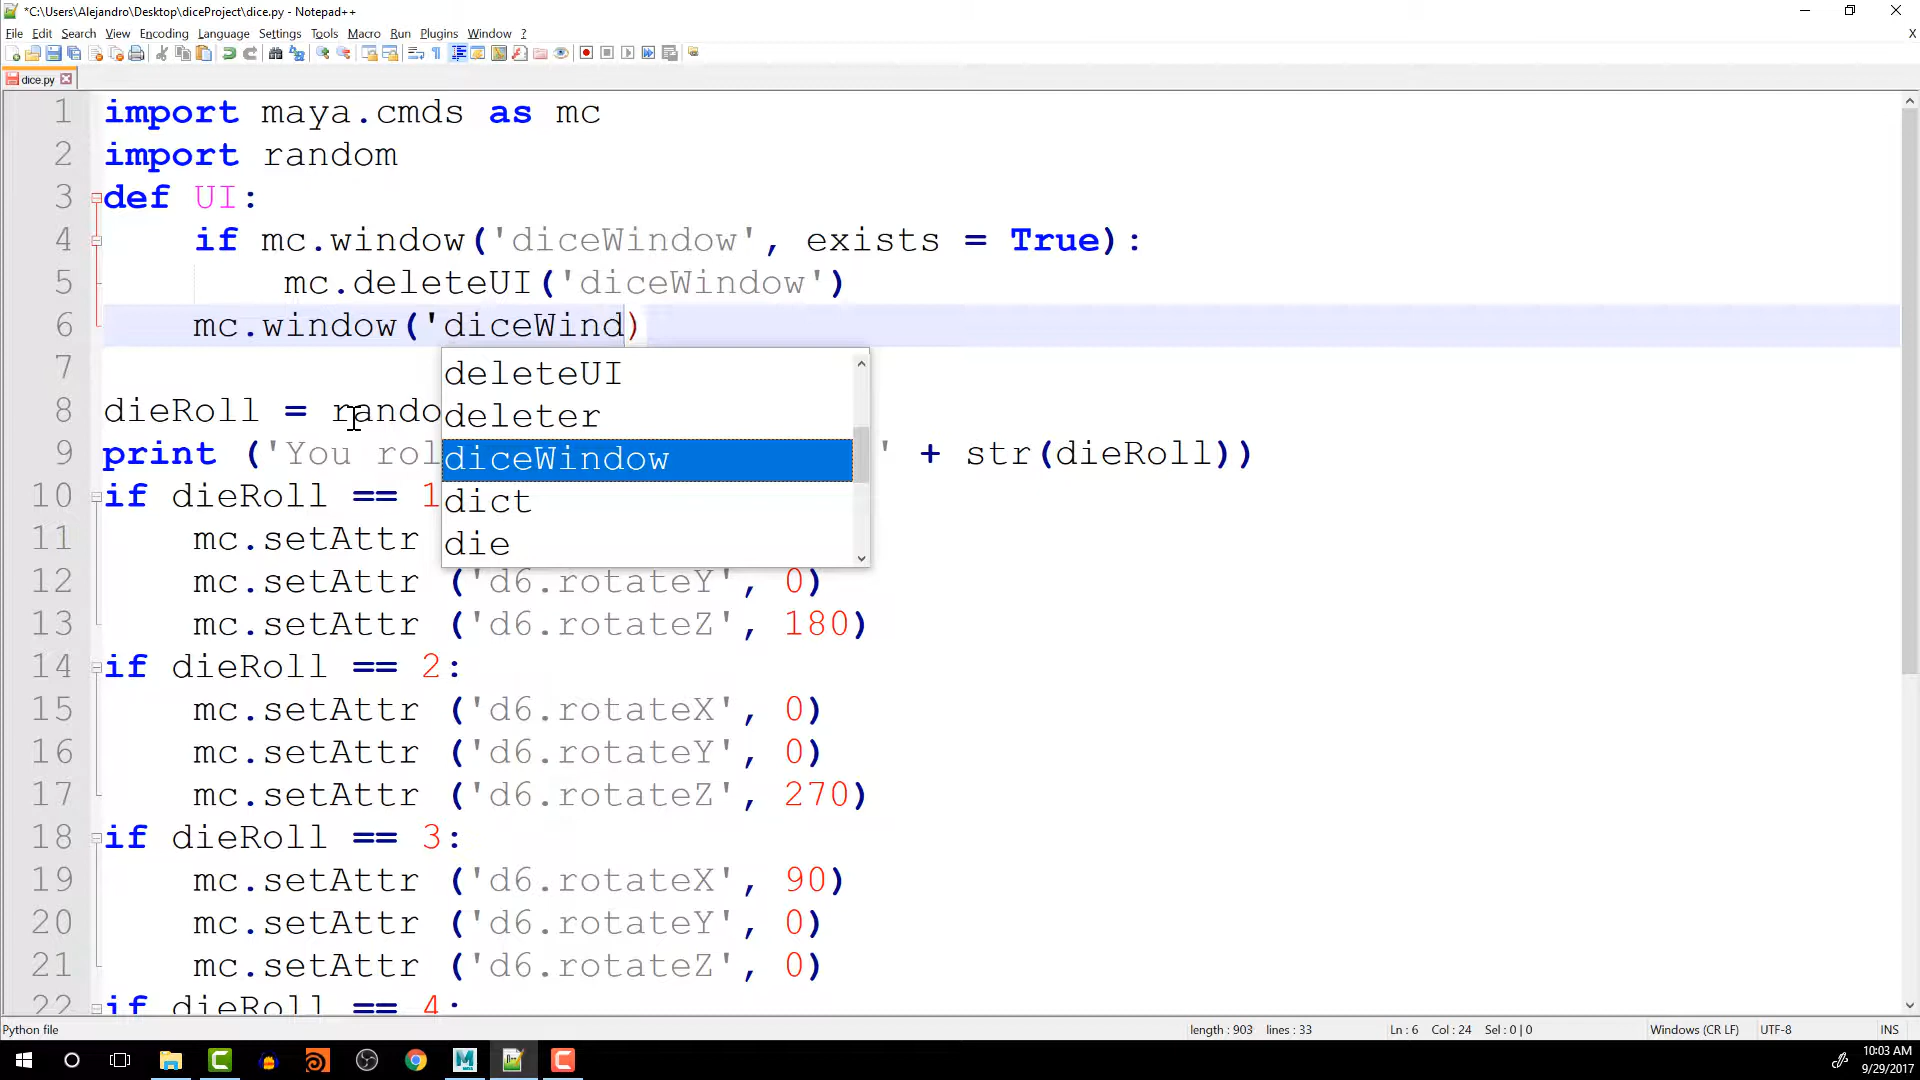 *C:\Users\Alejandro\Desktop\diceProject\dice.py - Notepad++
File Edit Search View Encoding Language Settings Tools Macro Run Plugins Window ? X
dice.py
1 import maya.cmds as mc
2 import random
3 def UI:
4 if mc.window('diceWindow', exists = True):
5 mc.deleteUI('diceWindow')
6 mc.window('diceWind)
7
deleteUI
deleter
diceWindow
dict
die
8 dieRoll = rando
9 print ('You rol ' + str(dieRoll))
10 if dieRoll == 1
11 mc.setAttr
12 mc.setAttr ('d6.rotateY', 0)
13 mc.setAttr ('d6.rotateZ', 180)
14 if dieRoll == 2:
15 mc.setAttr ('d6.rotateX', 0)
16 mc.setAttr ('d6.rotateY', 0)
17 mc.setAttr ('d6.rotateZ', 270)
18 if dieRoll == 3:
19 mc.setAttr ('d6.rotateX', 90)
20 mc.setAttr ('d6.rotateY', 0)
21 mc.setAttr ('d6.rotateZ', 0)
22 if dieRoll == 4:
Python file length : 903 lines : 33 Ln : 6 Col : 24 Sel : 0 | 0 Windows (CR LF) UTF-8 INS
10:03 AM
9/29/2017